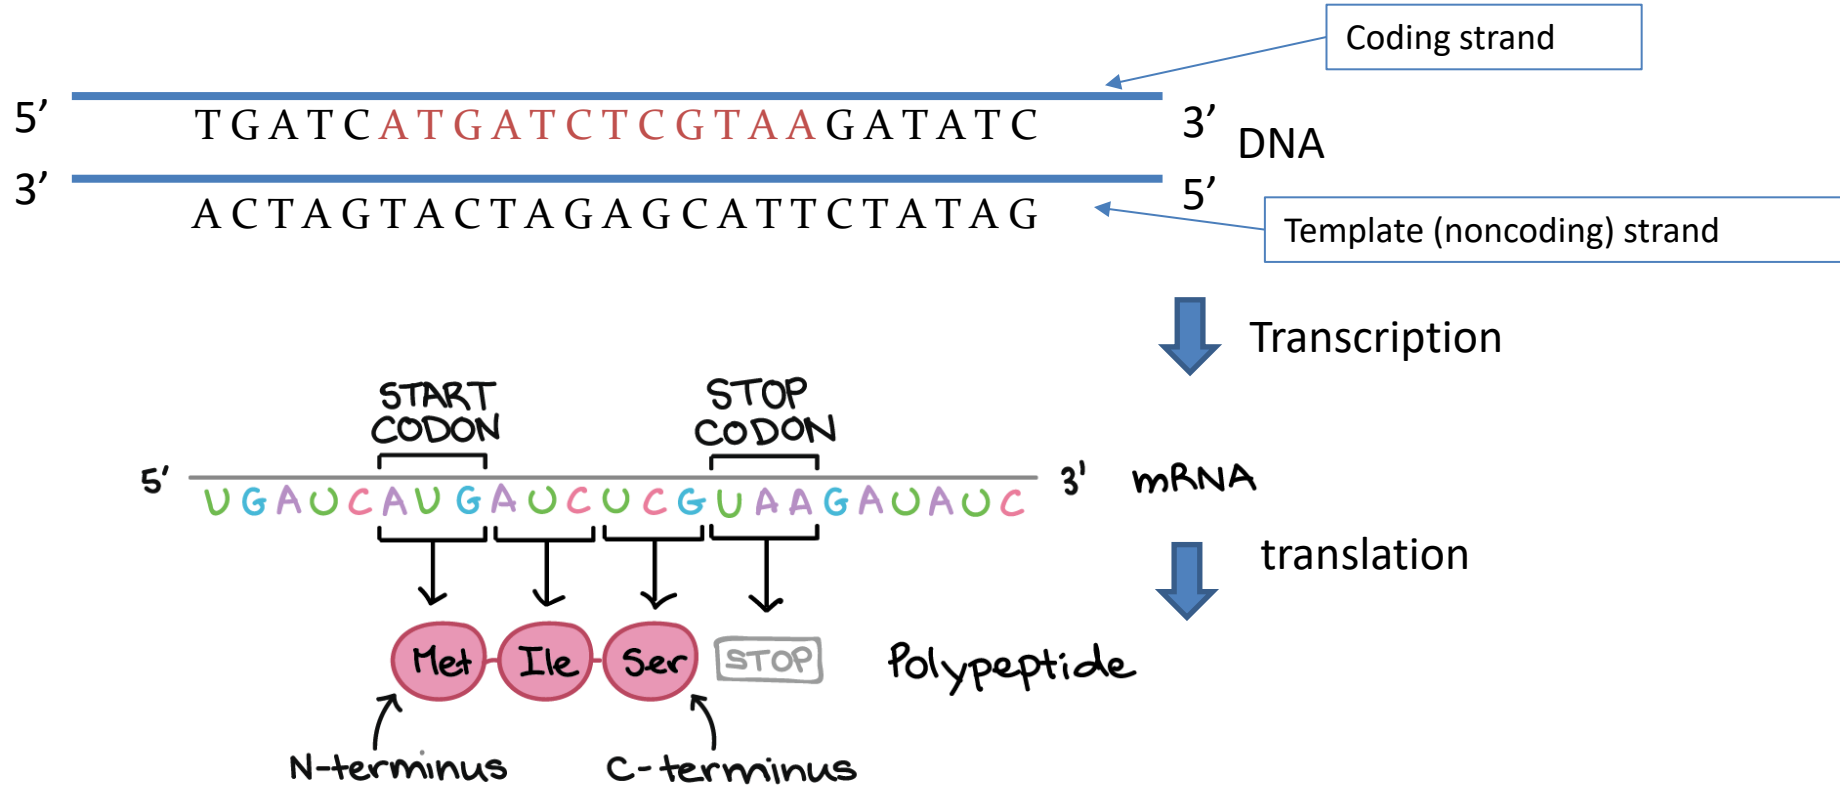 Coding strand
5’ 3’
TGATCATGATCTCGTAAGATATC
DNA
3’ 5’
ACTAGTACTAGAGCATTCTATAG
Template (noncoding) strand
Transcription
START
CODON
STOP
CODON
5' 3' mRNA
UGAUCAUGAUCUCGUAAGAUAUC
translation
Met Ile Ser STOP Polypeptide
N-terminus C-terminus